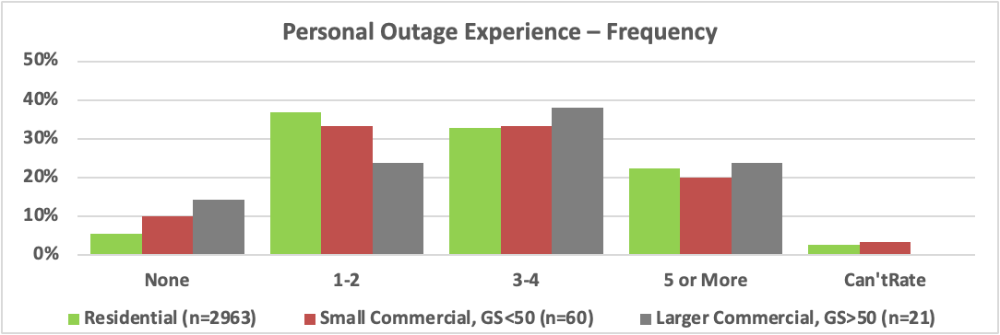 Personal Outage Experience – Frequency
50%
40%
30%
20%
10%
0%
None 1-2 3-4 5 or More Can'tRate
Residential (n=2963) Small Commercial, GS<50 (n=60) Larger Commercial, GS>50 (n=21)